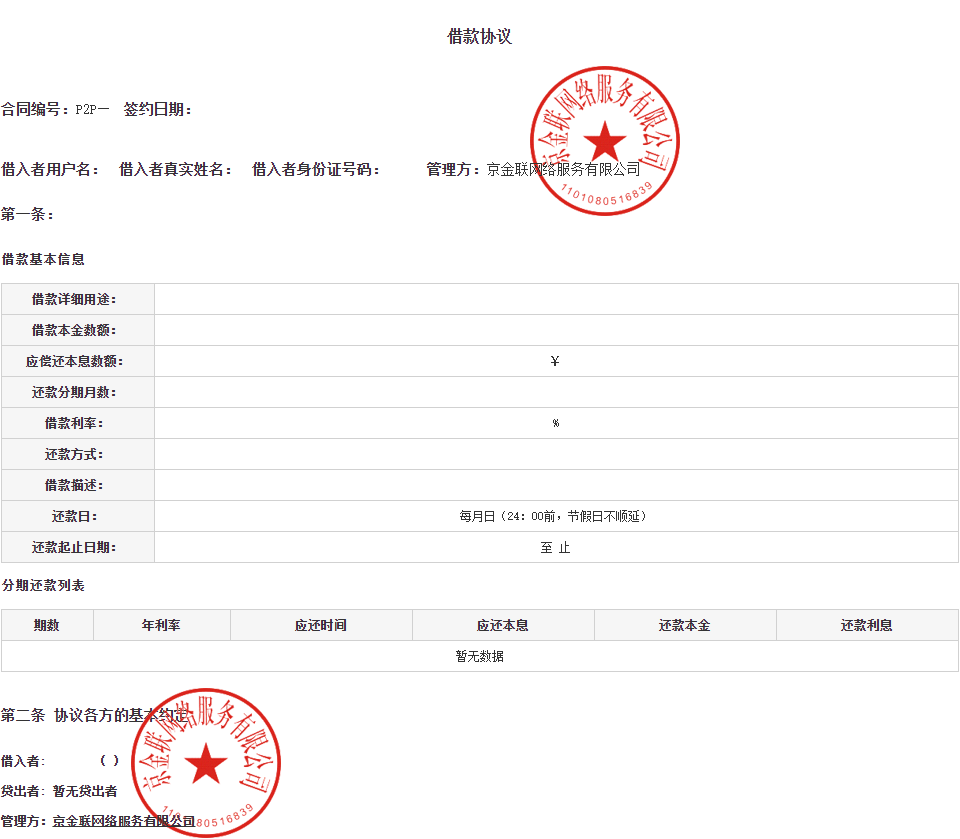 借款协议
合同编号：P2P— 签约日期：
京金联网络服务有限公司
1101080516839
借入者用户名： 借入者真实姓名： 借入者身份证号码： 管理方：京金联网络服务有限公司
第一条：
借款基本信息
借款详细用途：
借款本金数额：
应偿还本息数额： ￥
还款分期月数：
借款利率： %
还款方式：
借款描述：
还款日： 每月日（24：00前，节假日不顺延）
还款起止日期： 至 止
分期还款列表
期数 年利率 应还时间 应还本息 还款本金 还款利息
暂无数据
第二条 协议各方的基本约定
京金联网络服务有限公司
1101080516839
借入者: （ ）
贷出者: 暂无贷出者
管理方: 京金联网络服务有限公司